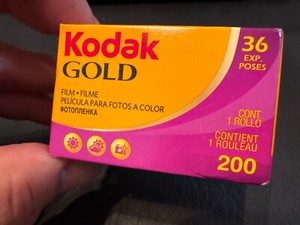 Kodak
GOLD
FILM • FILME
PELÍCULA PARA FOTOS A COLOR
ФОТОПЛЕНКА
36
EXP.
POSES
CONT.
1 ROLLO
CONTIENT
1 ROULEAU
200